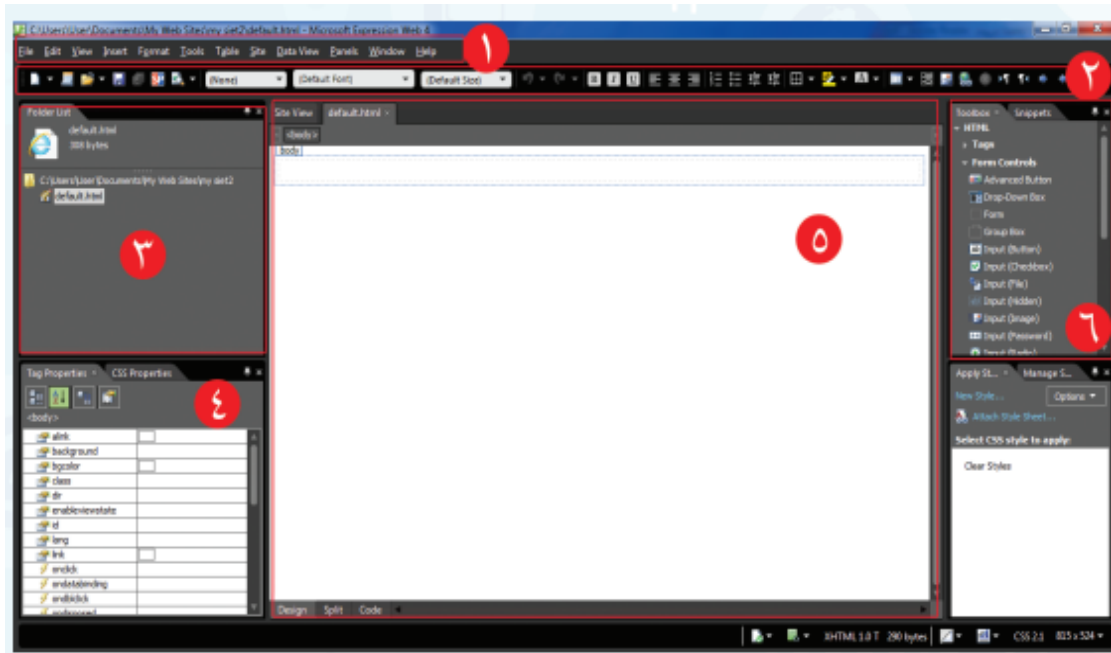 C:\Users\User\Documents\My Web Sites\my siet2\default.html - Microsoft Expression Web 4
File Edit View Insert Format Tools Table Site Data View Panels Window Help
١
(None) (Default Font) (Default Size)
B I U
٢
Folder List
default.html
308 bytes
C:\Users\User\Documents\My Web Sites\my siet2
default.html
٣
Tag Properties CSS Properties
<body>
alink
background
bgcolor
class
dir
enableviewstate
id
lang
link
onclick
ondatabinding
ondblclick
٤
Site View default.html
<body>
body
٥
Design Split Code
Toolbox Snippets
HTML
Tags
Form Controls
Advanced Button
Drop-Down Box
Form
Group Box
Input (Button)
Input (Checkbox)
Input (File)
Input (Hidden)
Input (Image)
Input (Password)
Input (Radio)
٦
Apply St... Manage S...
New Style... Options
Attach Style Sheet...
Select CSS style to apply:
Clear Styles
XHTML 1.0 T 290 bytes CSS 2.1 815 x 524